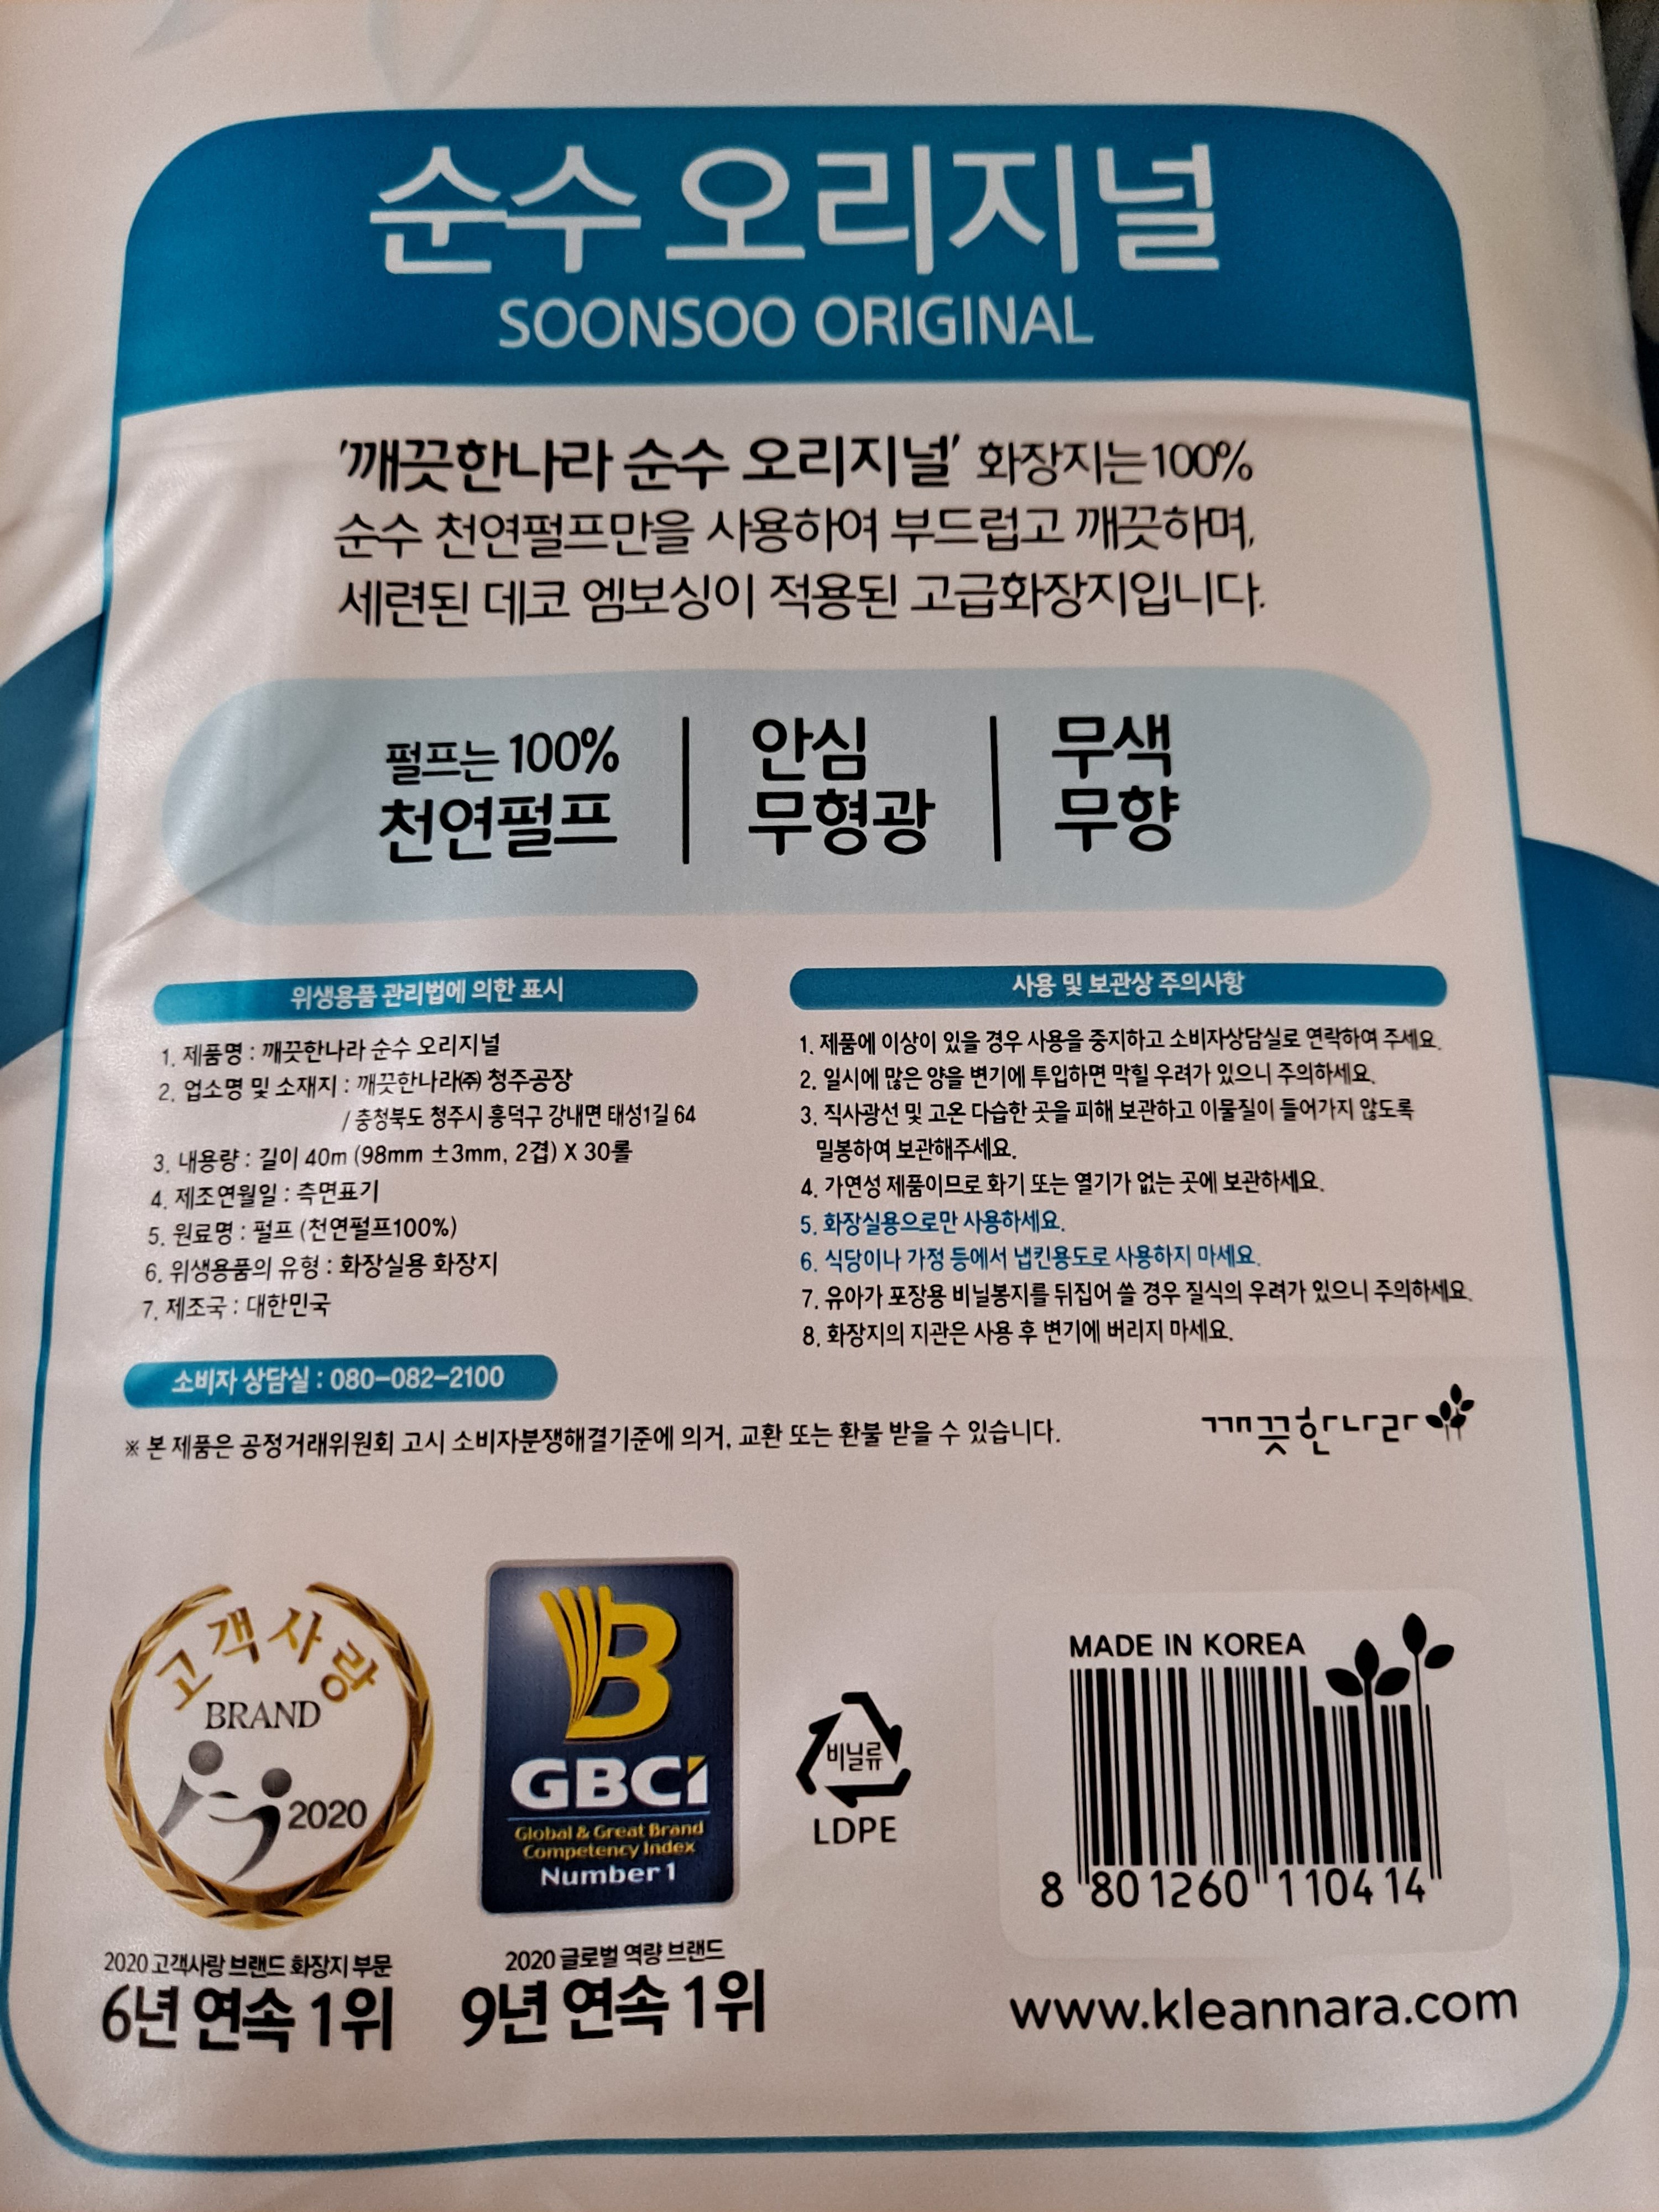 순수 오리지널
SOONSOO ORIGINAL
'깨끗한나라 순수 오리지널' 화장지는 100%
순수 천연펄프만을 사용하여 부드럽고 깨끗하며,
세련된 데코 엠보싱이 적용된 고급화장지입니다.
펄프는 100%
천연펄프
안심
무형광
무색
무향
위생용품 관리법에 의한 표시
1. 제품명 : 깨끗한나라 순수 오리지널
2. 업소명 및 소재지 : 깨끗한나라㈜ 청주공장
/ 충청북도 청주시 흥덕구 강내면 태성1길 64
3. 내용량 : 길이 40m (98mm ±3mm, 2겹) X 30롤
4. 제조연월일 : 측면표기
5. 원료명 : 펄프 (천연펄프100%)
6. 위생용품의 유형 : 화장실용 화장지
7. 제조국 : 대한민국
소비자 상담실 : 080-082-2100
사용 및 보관상 주의사항
1. 제품에 이상이 있을 경우 사용을 중지하고 소비자상담실로 연락하여 주세요.
2. 일시에 많은 양을 변기에 투입하면 막힐 우려가 있으니 주의하세요.
3. 직사광선 및 고온 다습한 곳을 피해 보관하고 이물질이 들어가지 않도록
밀봉하여 보관해주세요.
4. 가연성 제품이므로 화기 또는 열기가 없는 곳에 보관하세요.
5. 화장실용으로만 사용하세요.
6. 식당이나 가정 등에서 냅킨용도로 사용하지 마세요.
7. 유아가 포장용 비닐봉지를 뒤집어 쓸 경우 질식의 우려가 있으니 주의하세요.
8. 화장지의 지관은 사용 후 변기에 버리지 마세요.
※ 본 제품은 공정거래위원회 고시 소비자분쟁해결기준에 의거, 교환 또는 환불 받을 수 있습니다.
깨끗한나라
고객사랑
BRAND
2020
2020 고객사랑 브랜드 화장지 부문
6년 연속 1위
B
GBCi
Global & Great Brand
Competency Index
Number 1
2020 글로벌 역량 브랜드
9년 연속 1위
비닐류
LDPE
MADE IN KOREA
8 801260 110414
www.kleannara.com